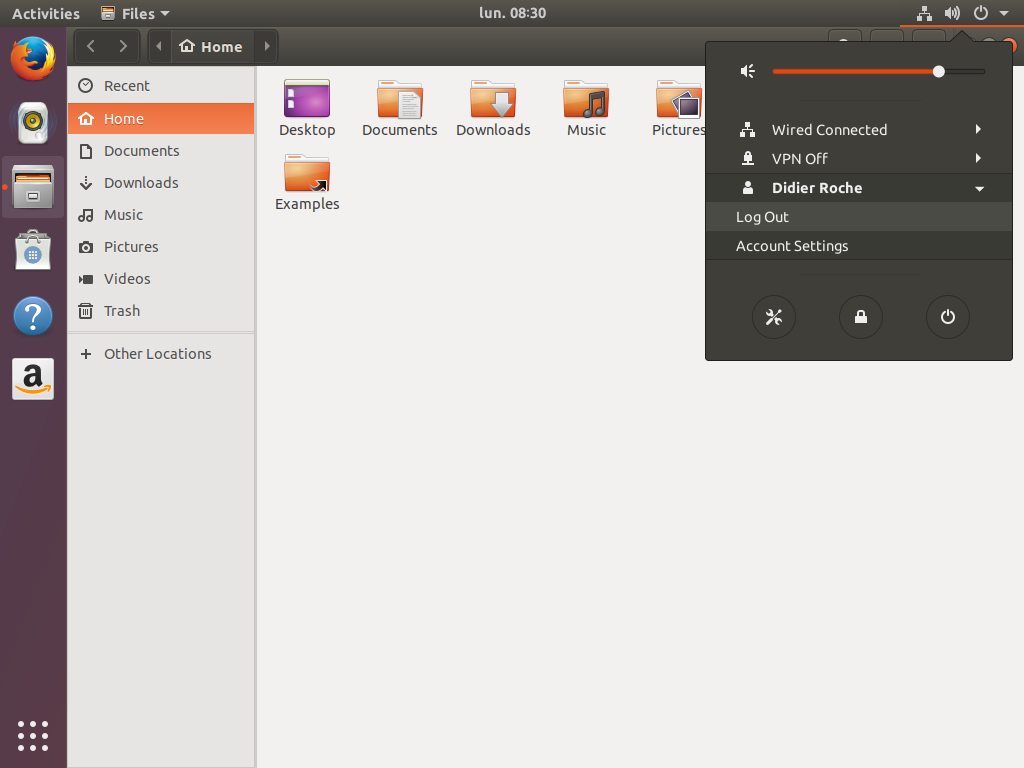 Activities
Files
lun. 08:30
Home
Recent
Home
Documents
Downloads
Music
Pictures
Videos
Trash
Other Locations
Desktop
Documents
Downloads
Music
Pictures
Examples
Wired Connected
VPN Off
Didier Roche
Log Out
Account Settings
?
a